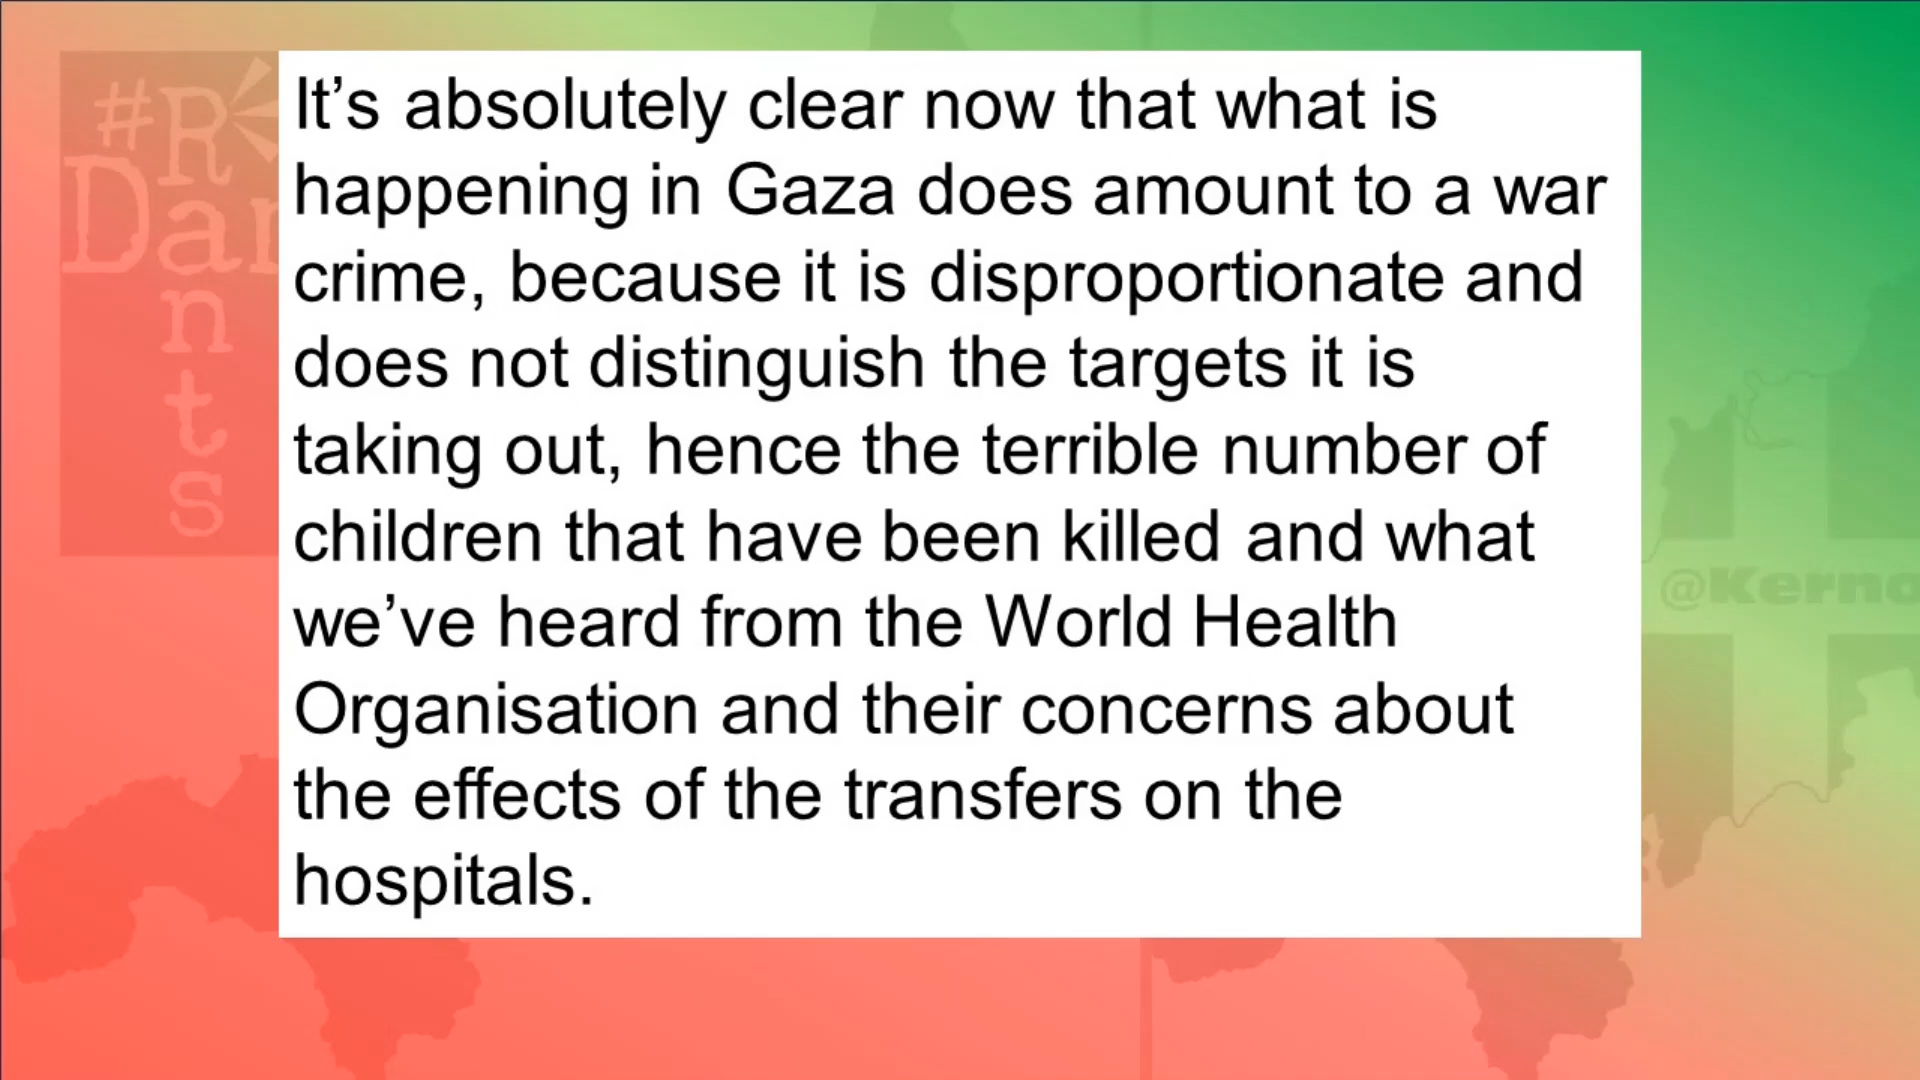 #R
Dan
n
t
s
It’s absolutely clear now that what is
happening in Gaza does amount to a war
crime, because it is disproportionate and
does not distinguish the targets it is
taking out, hence the terrible number of
children that have been killed and what
we’ve heard from the World Health
Organisation and their concerns about
the effects of the transfers on the
hospitals.
@Kerno